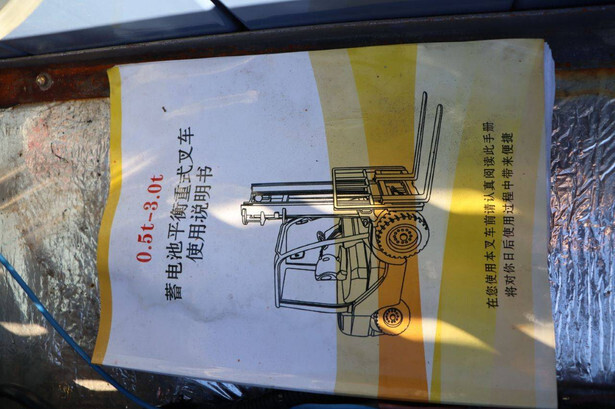 0.5t-3.0t
蓄电池平衡重式叉车
使用说明书
在您使用本叉车前请认真阅读此手册
将对你日后使用过程中带来便捷